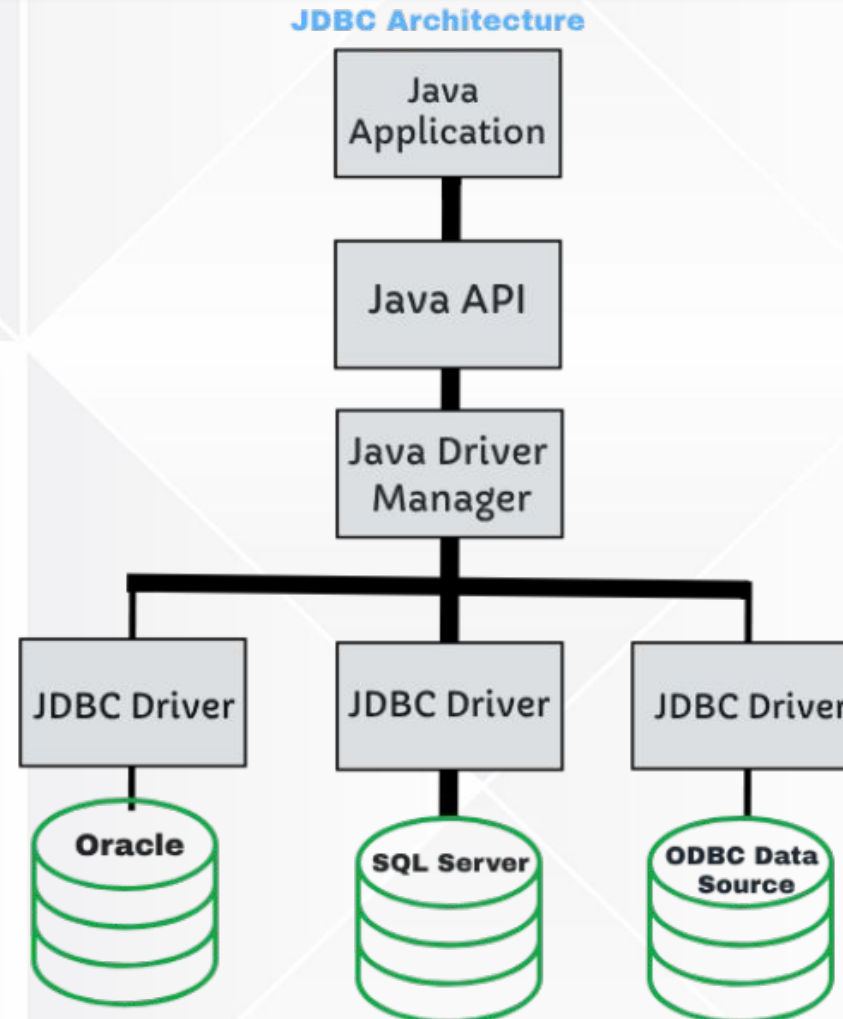 JDBC Architecture
Java
Application
Java API
Java Driver
Manager
JDBC Driver
JDBC Driver
JDBC Driver
Oracle
SQL Server
ODBC Data
Source